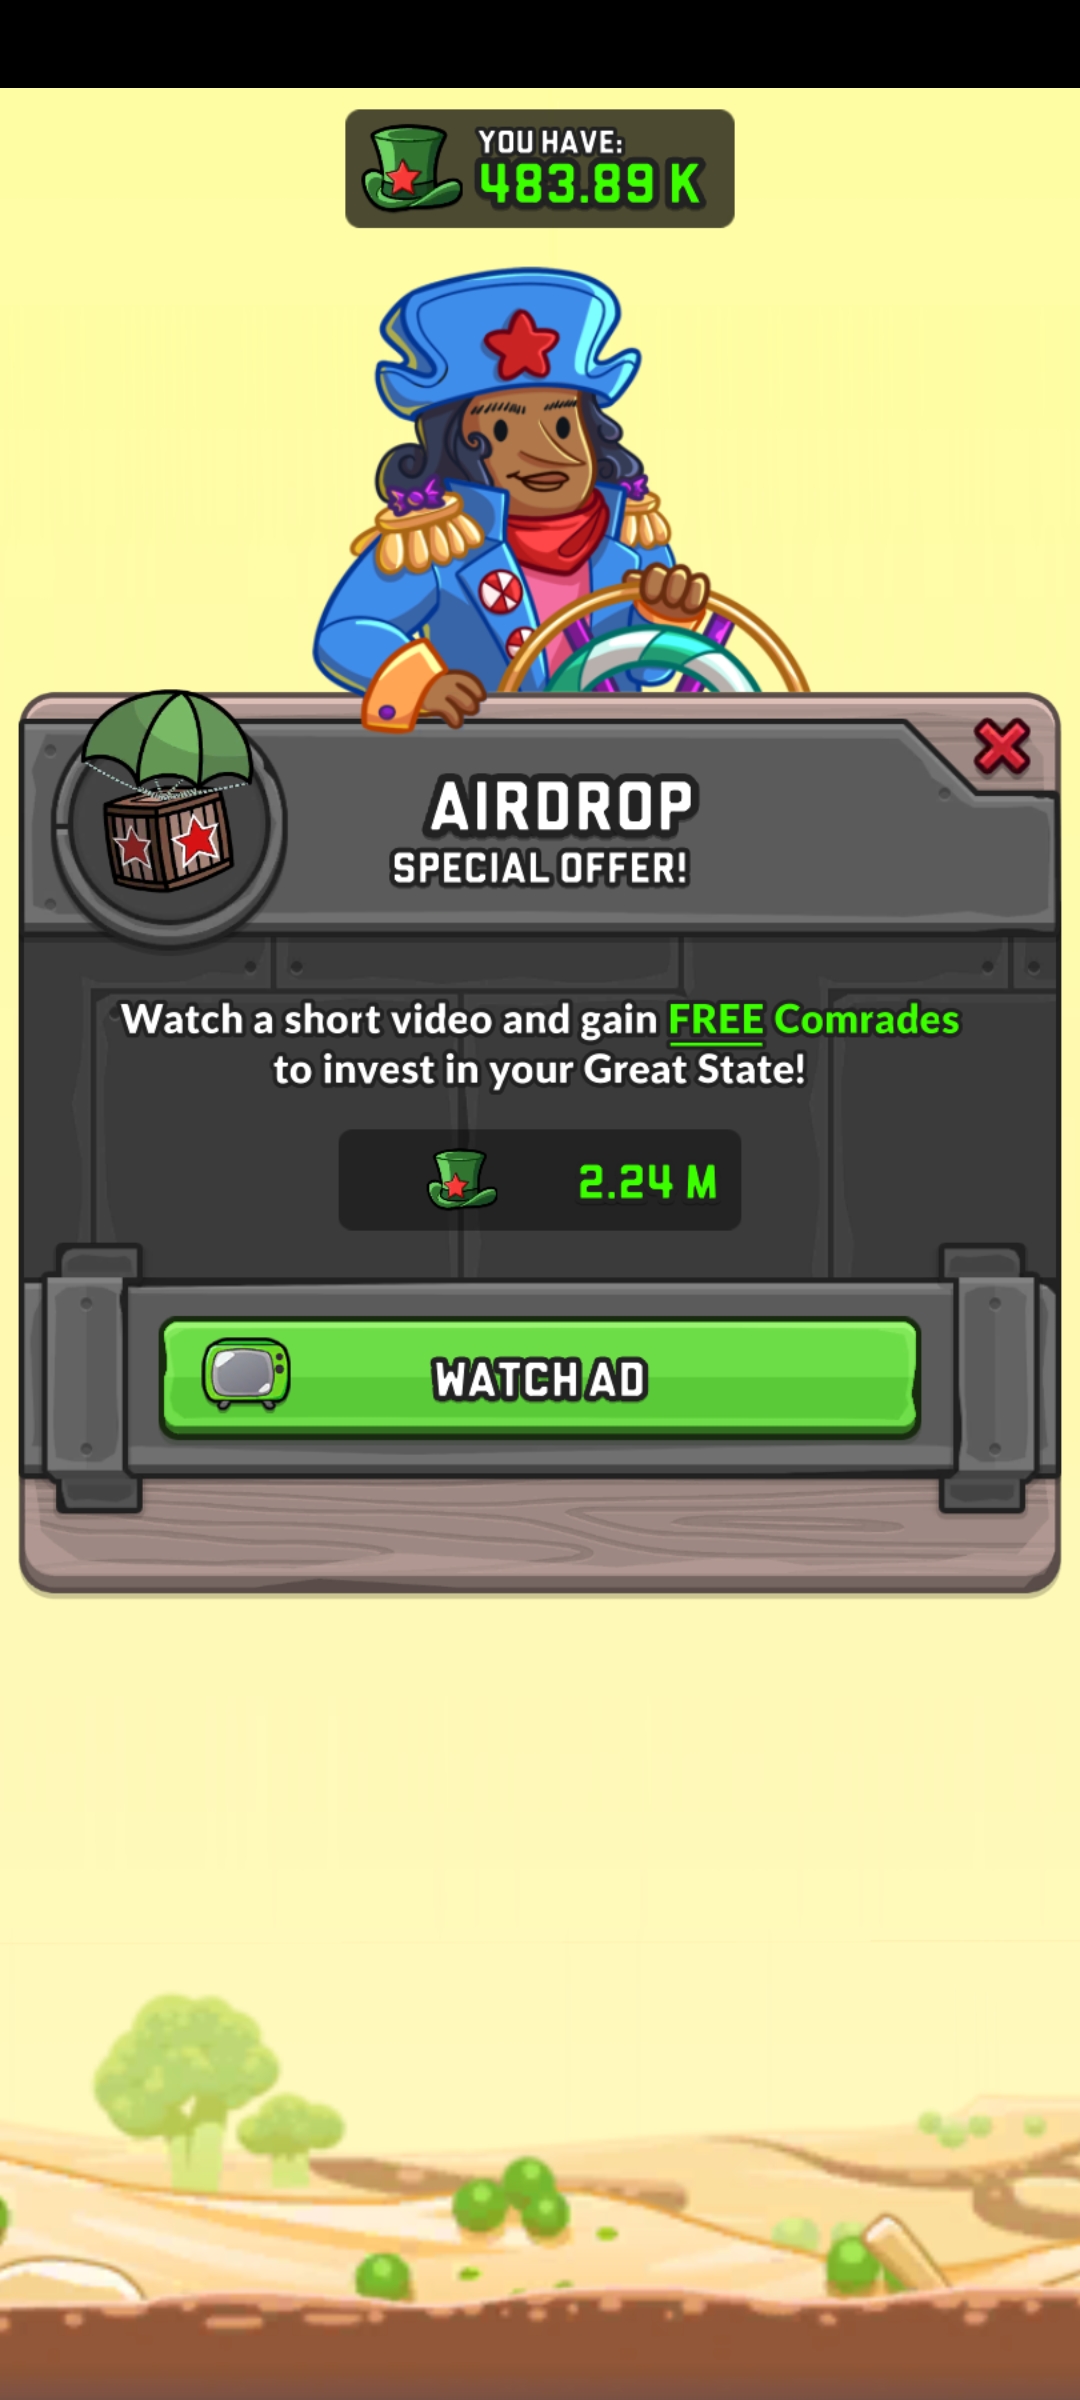 YOU HAVE:
483.89 K
AIRDROP
SPECIAL OFFER!
Watch a short video and gain FREE Comrades
to invest in your Great State!
2.24 M
WATCH AD